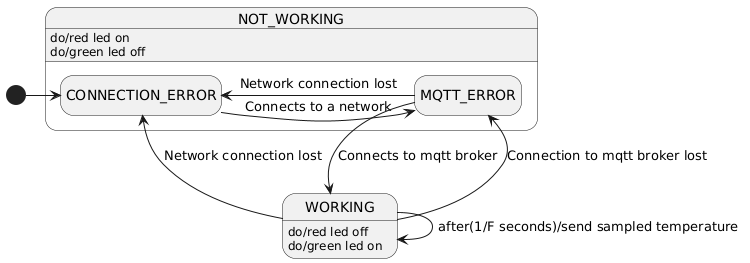 NOT_WORKING
do/red led on
do/green led off
CONNECTION_ERROR
Network connection lost
Connects to a network
MQTT_ERROR
Network connection lost
Connects to mqtt broker
Connection to mqtt broker lost
WORKING
do/red led off
do/green led on
after(1/F seconds)/send sampled temperature